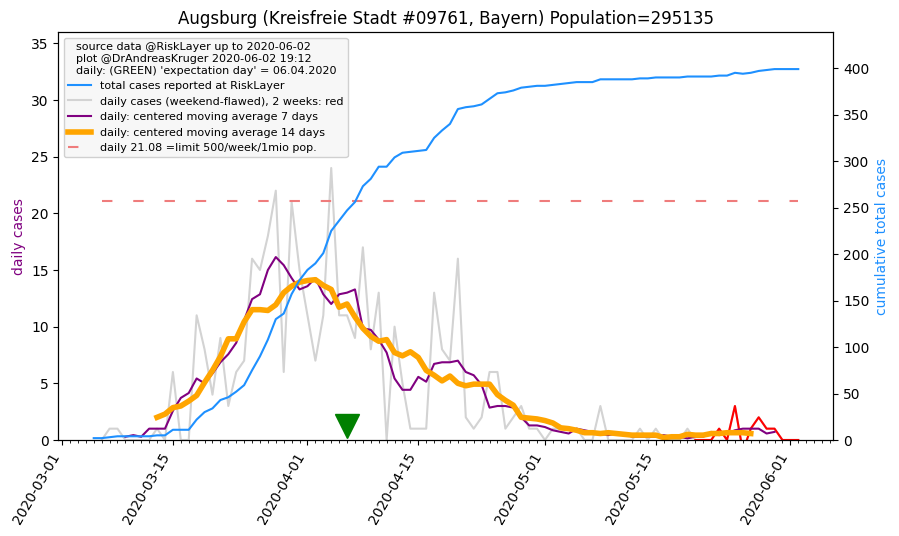 Augsburg (Kreisfreie Stadt #09761, Bayern) Population=295135
source data @RiskLayer up to 2020-06-02
plot @DrAndreasKruger 2020-06-02 19:12
daily: (GREEN) 'expectation day' = 06.04.2020
total cases reported at RiskLayer
daily cases (weekend-flawed), 2 weeks: red
daily: centered moving average 7 days
daily: centered moving average 14 days
daily 21.08 =limit 500/week/1mio pop.
daily cases
35
30
25
20
15
10
5
0
cumulative total cases
400
350
300
250
200
150
100
50
0
2020-03-01
2020-03-15
2020-04-01
2020-04-15
2020-05-01
2020-05-15
2020-06-01